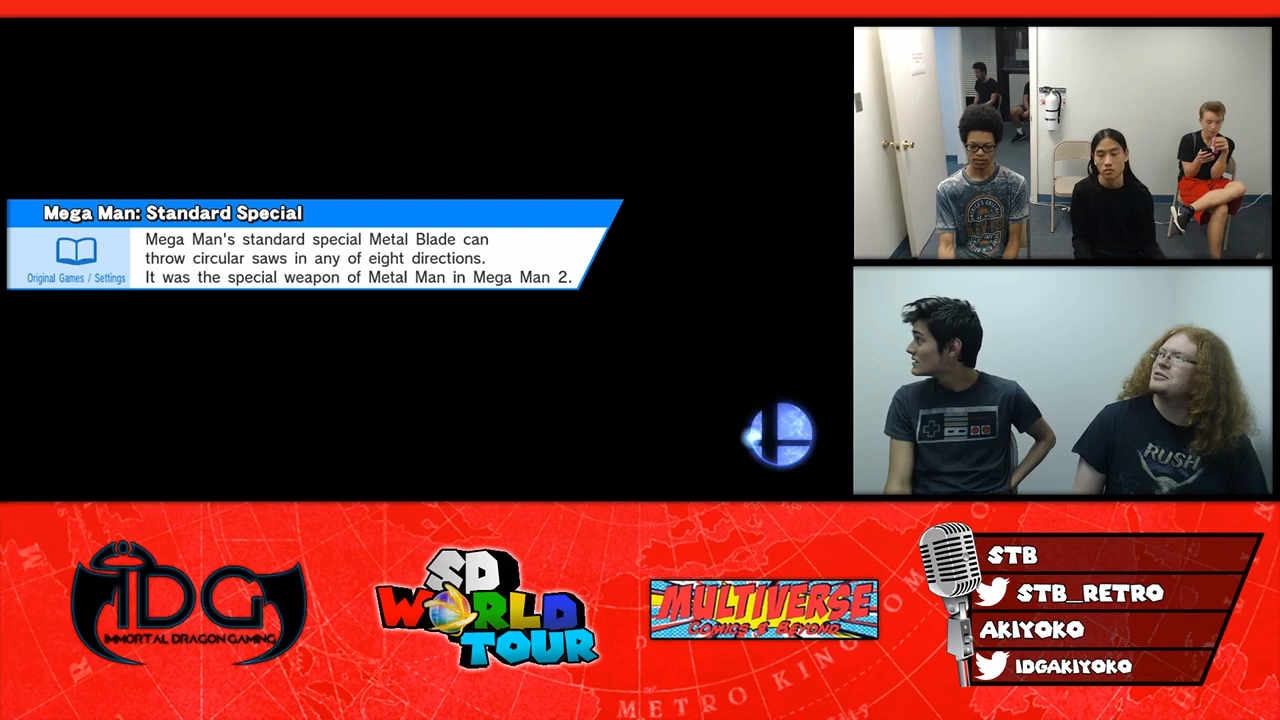 Mega Man: Standard Special
Original Games / Settings
Mega Man's standard special Metal Blade can
throw circular saws in any of eight directions.
It was the special weapon of Metal Man in Mega Man 2.
RUSH
IDG
IMMORTAL DRAGON GAMING
SD
WORLD
TOUR
MULTIVERSE
COMICS & BEYOND
STB
STB_RETRO
AKIYOKO
IDGAKIYOKO
METRO KING